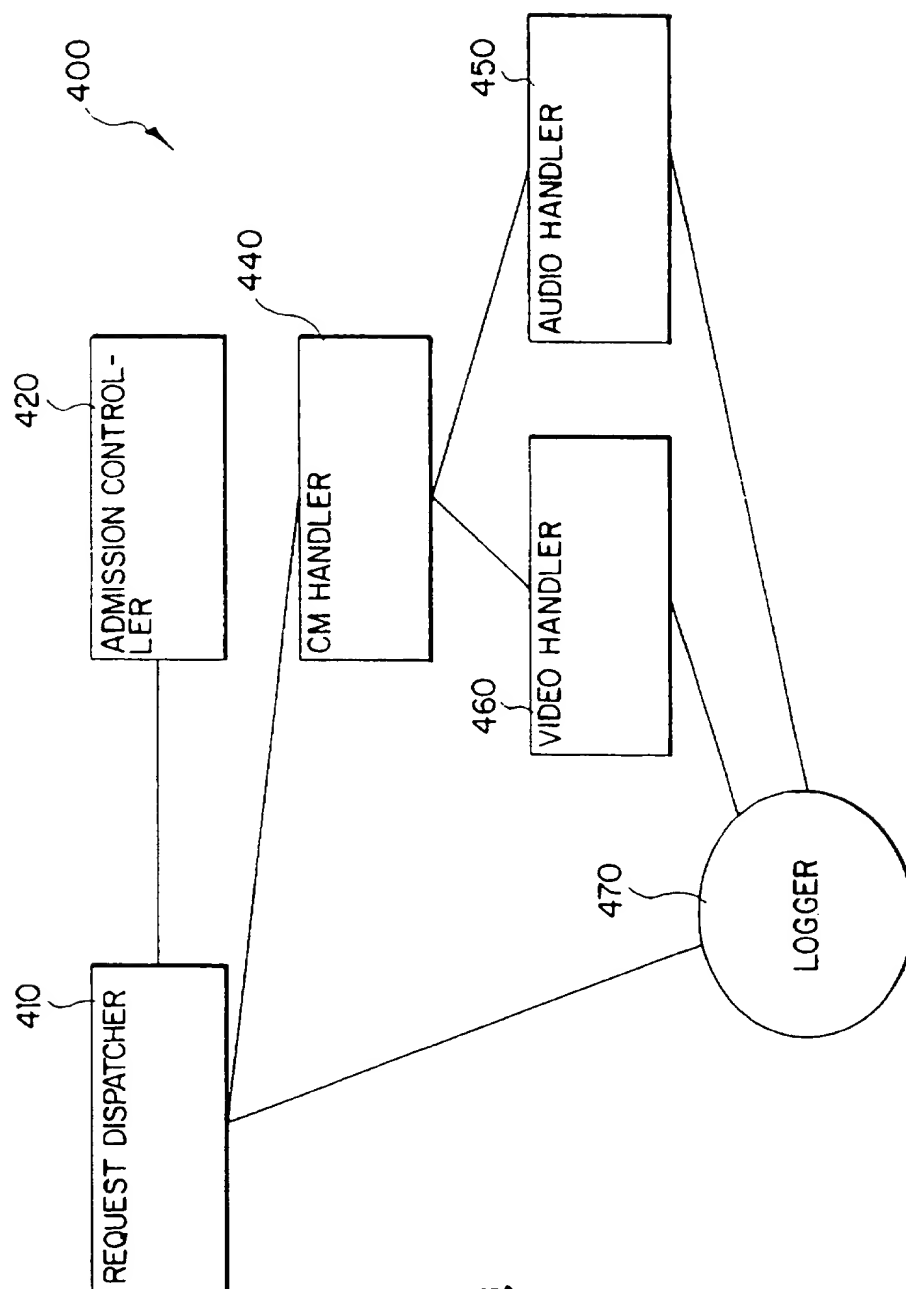 400
410
REQUEST DISPATCHER
420
ADMISSION CONTROL-
LER
440
CM HANDLER
460
VIDEO HANDLER
450
AUDIO HANDLER
470
LOGGER